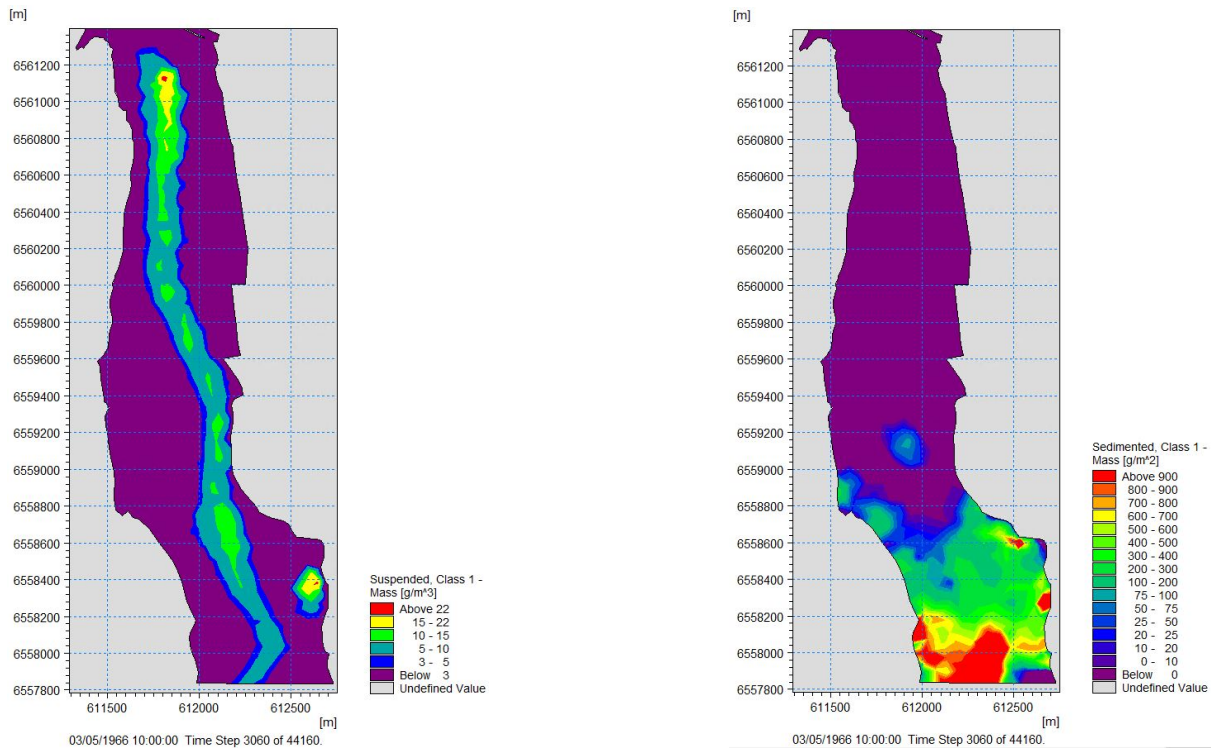 [m]
6561200
6561000
6560800
6560600
6560400
6560200
6560000
6559800
6559600
6559400
6559200
6559000
6558800
6558600
6558400
6558200
6558000
6557800
611500 612000 612500
[m]
03/05/1966 10:00:00 Time Step 3060 of 44160.
Suspended, Class 1 -
Mass [g/m^3]
Above 22
15 - 22
10 - 15
5 - 10
3 - 5
Below 3
Undefined Value
[m]
6561200
6561000
6560800
6560600
6560400
6560200
6560000
6559800
6559600
6559400
6559200
6559000
6558800
6558600
6558400
6558200
6558000
6557800
611500 612000 612500
[m]
03/05/1966 10:00:00 Time Step 3060 of 44160.
Sedimented, Class 1 -
Mass [g/m^2]
Above 900
800 - 900
700 - 800
600 - 700
500 - 600
400 - 500
300 - 400
200 - 300
100 - 200
75 - 100
50 - 75
25 - 50
20 - 25
10 - 20
0 - 10
Below 0
Undefined Value